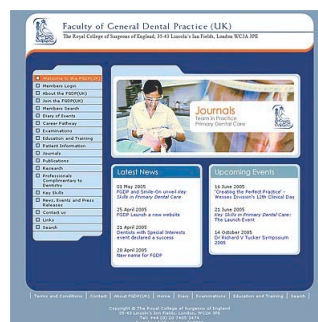 Faculty of General Dental Practice (UK)
The Royal College of Surgeons of England, 35-43 Lincoln's Inn Fields, London WC2A 3PE
Welcome to the FGDP(UK)
Members Login
About the FGDP(UK)
Join the FGDP(UK)
Members Search
Diary of Events
Career Pathway
Examinations
Education and Training
Patient Information
Journals
Publications
Research
Professionals
Complimentary to
Dentistry
Key Skills
News, Events and Press
Releases
Contact us
Links
Search
Journals
Team in Practice
Primary Dental Care
Latest News
03 May 2005
FGDP and Smile-On unveil Key
Skills in Primary Dental Care
25 April 2005
FGDP Launch a new website
21 April 2005
Dentists with Special Interests
event declared a success
20 April 2005
New name for FGDP
Upcoming Events
16 June 2005
'Creating the Perfect Practice' -
Wessex Division's 12th Clinical Day
21 June 2005
Key Skills in Primary Dental Care:
The Launch Event
14 October 2005
Dr Richard V Tucker Symposium
2005
Terms and Conditions | Contact | About FGDP(UK) | Home | Diary | Examinations | Education and Training | Search |
Copyright © The Royal College of Surgeons of England
35-43 Lincoln's Inn Fields, London, WC2A 3PE